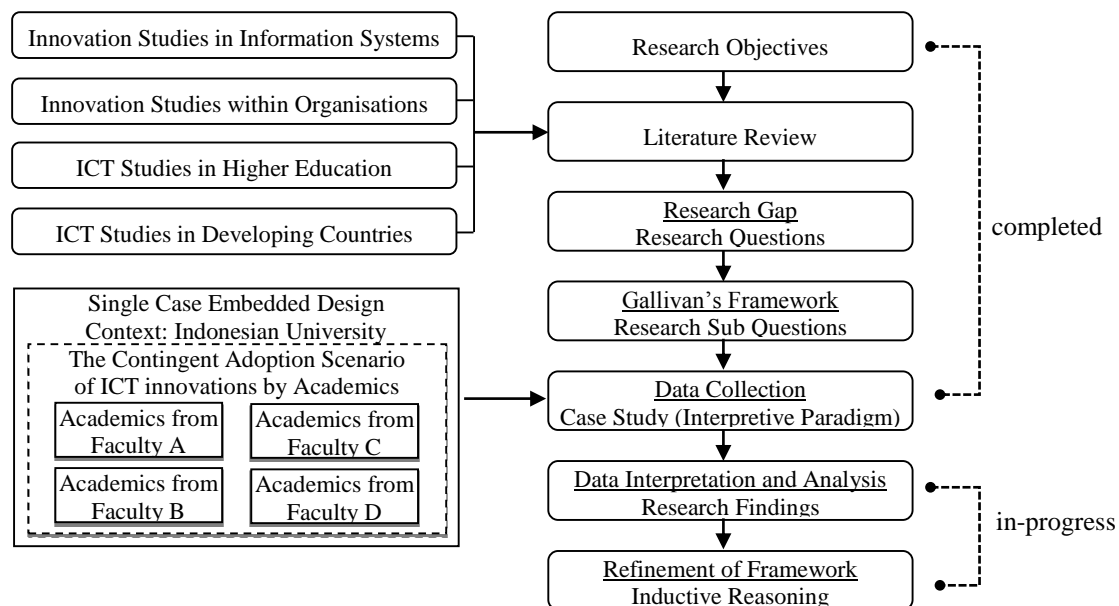 Innovation Studies in Information Systems
Innovation Studies within Organisations
ICT Studies in Higher Education
ICT Studies in Developing Countries
Single Case Embedded Design
Context: Indonesian University
The Contingent Adoption Scenario
of ICT innovations by Academics
Academics from
Faculty A
Academics from
Faculty C
Academics from
Faculty B
Academics from
Faculty D
Research Objectives
Literature Review
Research Gap
Research Questions
Gallivan’s Framework
Research Sub Questions
Data Collection
Case Study (Interpretive Paradigm)
Data Interpretation and Analysis
Research Findings
Refinement of Framework
Inductive Reasoning
completed
in-progress